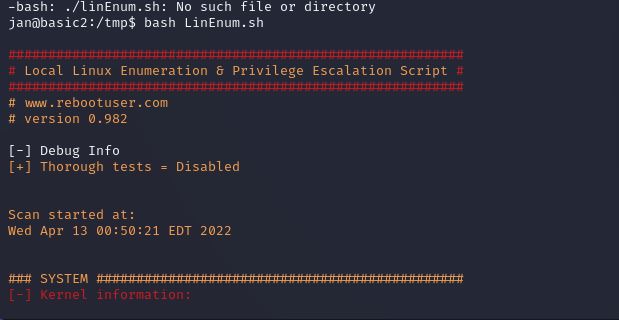 -bash: ./linEnum.sh: No such file or directory
jan@basic2:/tmp$ bash LinEnum.sh
#########################################################
# Local Linux Enumeration & Privilege Escalation Script #
#########################################################
# www.rebootuser.com
# version 0.982
[-] Debug Info
[+] Thorough tests = Disabled
Scan started at:
Wed Apr 13 00:50:21 EDT 2022
### SYSTEM ##############################################
[-] Kernel information: